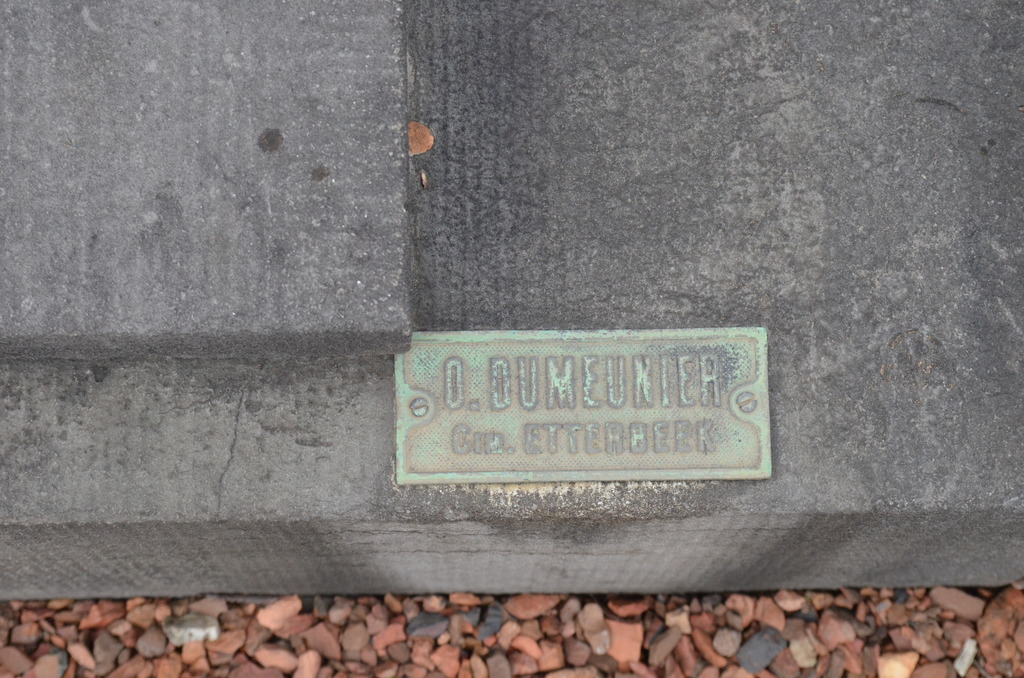 O. DUMEUNIER
Cim. ETTERBEEK